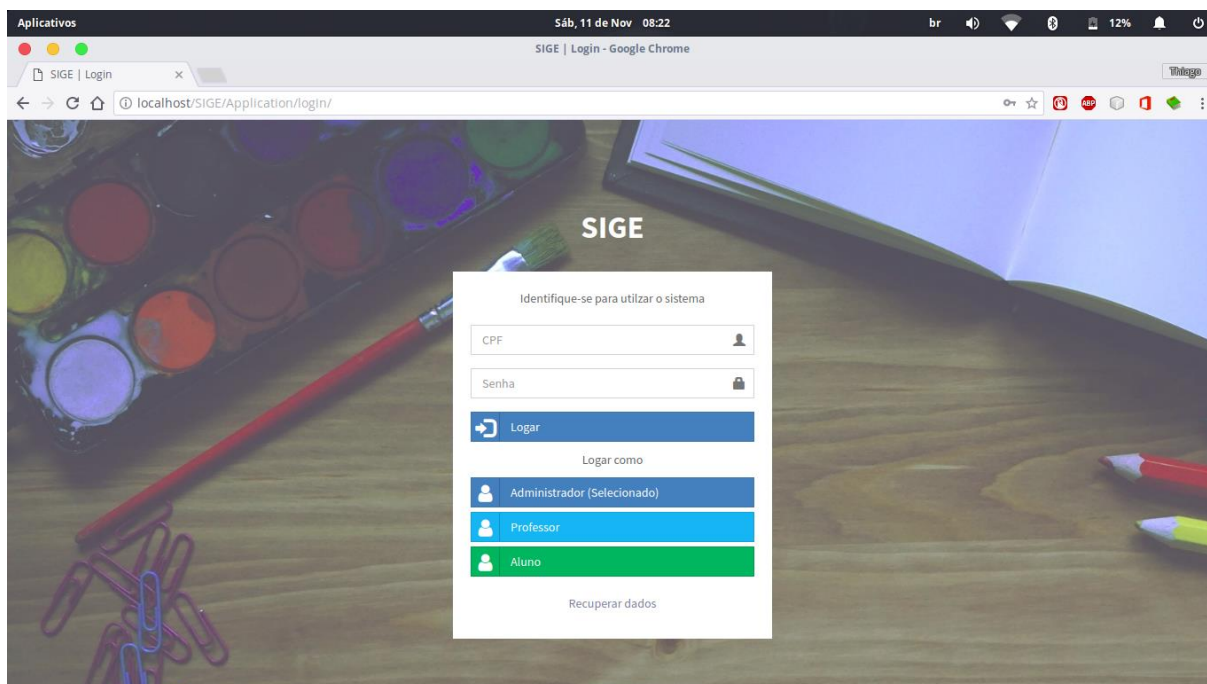 Aplicativos Sáb, 11 de Nov 08:22 br 12%
SIGE | Login - Google Chrome
SIGE | Login Thiago
localhost/SIGE/Application/login/ ABP
SIGE
Identifique-se para utilzar o sistema
CPF
Senha
Logar
Logar como
Administrador (Selecionado)
Professor
Aluno
Recuperar dados